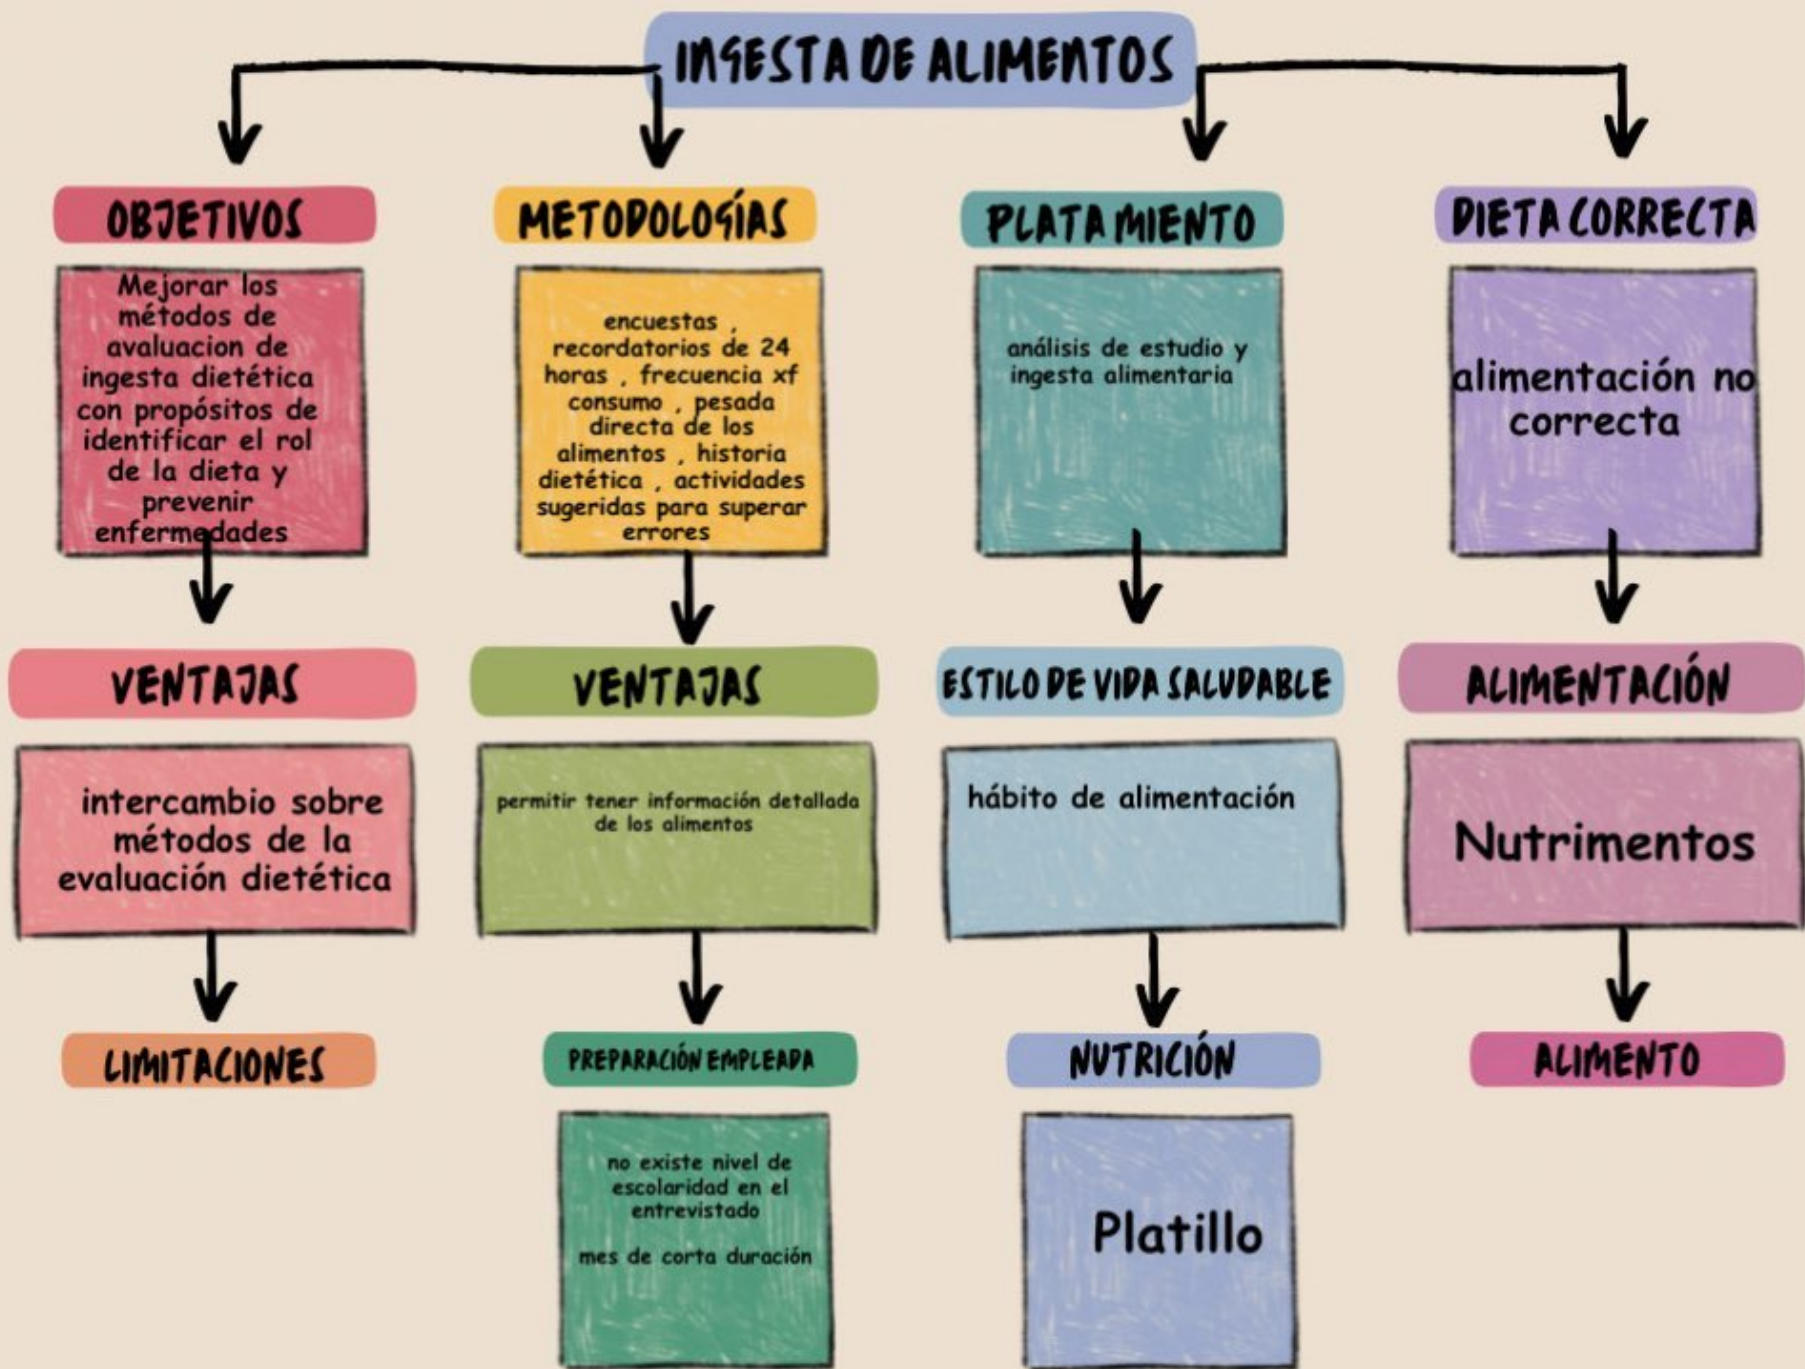 INGESTA DE ALIMENTOS
OBJETIVOS
Mejorar los
métodos de
avaluacion de
ingesta dietética
con propósitos de
identificar el rol
de la dieta y
prevenir
enfermedades
METODOLOGÍAS
encuestas ,
recordatorios de 24
horas , frecuencia xf
consumo , pesada
directa de los
alimentos , historia
dietética , actividades
sugeridas para superar
errores
PLATA MIENTO
análisis de estudio y
ingesta alimentaria
DIETA CORRECTA
alimentación no
correcta
VENTAJAS
intercambio sobre
métodos de la
evaluación dietética
VENTAJAS
permitir tener información detallada
de los alimentos
ESTILO DE VIDA SALUDABLE
hábito de alimentación
ALIMENTACIÓN
Nutrimentos
LIMITACIONES
PREPARACIÓN EMPLEADA
no existe nivel de
escolaridad en el
entrevistado
mes de corta duración
NUTRICIÓN
Platillo
ALIMENTO